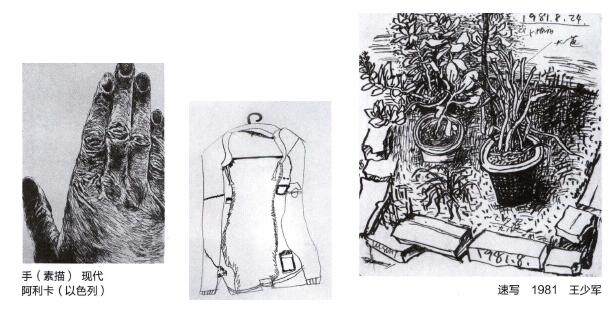 手（素描） 现代
阿利卡（以色列）
1981.8.24.
1981.8.
速写 1981 王少军